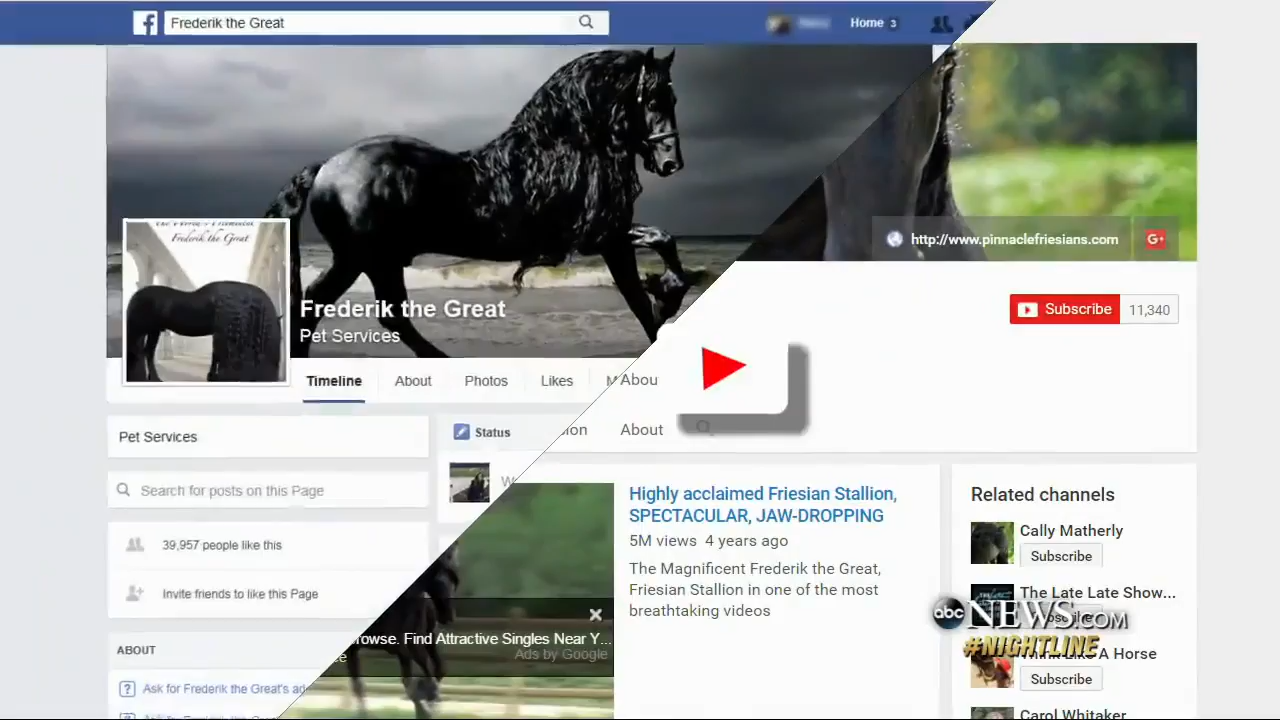 Frederik the Great
Home 3
Frederik the Great
http://www.pinnaclefriesians.com
Frederik the Great
Pet Services
Subscribe 11,340
Timeline About Photos Likes
Abou
Pet Services
Status
About
Search for posts on this Page
Highly acclaimed Friesian Stallion,
SPECTACULAR, JAW-DROPPING
5M views 4 years ago
The Magnificent Frederik the Great,
Friesian Stallion in one of the most
breathtaking videos
Related channels
Cally Matherly
Subscribe
The Late Late Show...
39,957 people like this
Invite friends to like this Page
abc NEWS.COM
#NIGHTLINE
A Horse
Subscribe
Carol Whitaker
rowse. Find Attractive Singles Near Y...
Ads by Google
ABOUT
Ask for Frederik the Great's ad